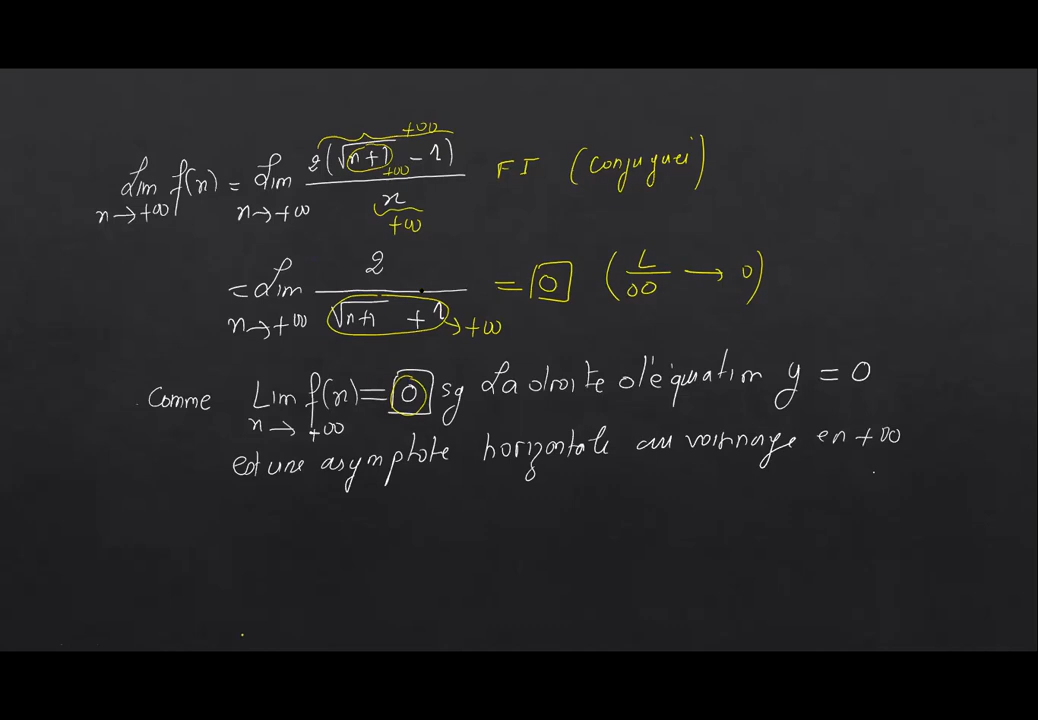 Lim f(x) = Lim 2(√x+1 - 1) / x FI (conjuguei)
x→+∞ x→+∞ +∞ +∞ +∞
= Lim 2 / (√x+1 + 1) = 0 (L/∞ → 0)
x→+∞ →+∞
Comme Lim f(x) = 0 sg La droite d'équation y = 0
x→+∞
est une asymptote horizontale au voisinage en +∞